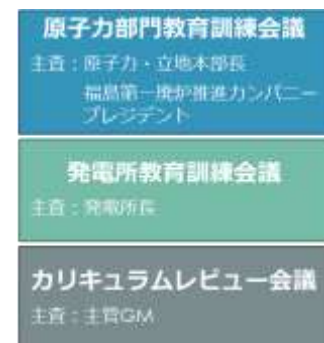 原子力部門教育訓練会議
主査：原子力・立地本部長
福島第一廃炉推進カンパニー
プレジデント
発電所教育訓練会議
主査：発電所長
カリキュラムレビュー会議
主査：主管GM